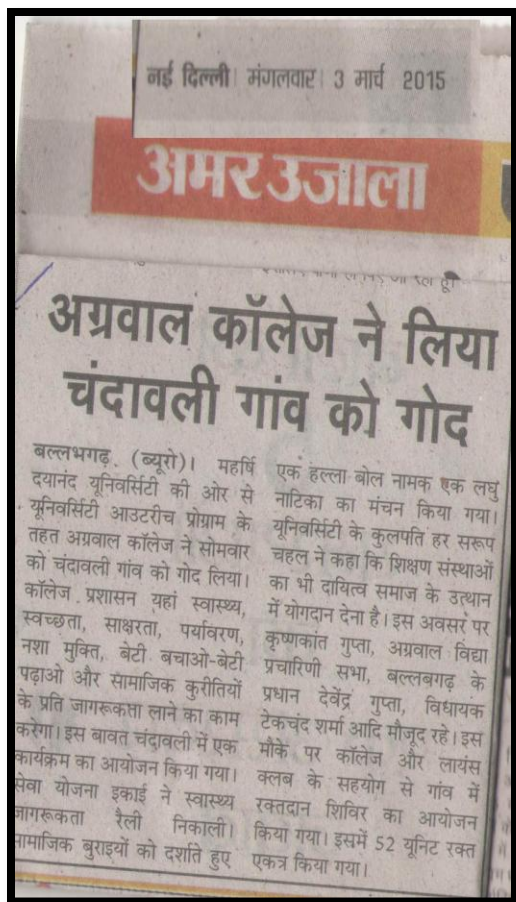 नई दिल्ली। मंगलवार। 3 मार्च 2015
अमर उजाला
अग्रवाल कॉलेज ने लिया
चंदावली गांव को गोद
बल्लभगढ़. (ब्यूरो)। महर्षि
दयानंद यूनिवर्सिटी की ओर से
यूनिवर्सिटी आउटरीच प्रोग्राम के
तहत अग्रवाल कॉलेज ने सोमवार
को चंदावली गांव को गोद लिया।
कॉलेज प्रशासन यहां स्वास्थ्य,
स्वच्छता, साक्षरता, पर्यावरण,
नशा मुक्ति, बेटी बचाओ-बेटी
पढ़ाओ और सामाजिक कुरीतियों
के प्रति जागरूकता लाने का काम
करेगा। इस बावत चंदावली में एक
कार्यक्रम का आयोजन किया गया।
सेवा योजना इकाई ने स्वास्थ्य
जागरूकता रैली निकाली।
सामाजिक बुराइयों को दर्शाते हुए
एक हल्ला बोल नामक एक लघु
नाटिका का मंचन किया गया।
यूनिवर्सिटी के कुलपति हर सरूप
चहल ने कहा कि शिक्षण संस्थाओं
का भी दायित्व समाज के उत्थान
में योगदान देना है। इस अवसर पर
कृष्णकांत गुप्ता, अग्रवाल विद्या
प्रचारिणी सभा, बल्लबगढ़ के
प्रधान देवेंद्र गुप्ता, विधायक
टेकचंद शर्मा आदि मौजूद रहे। इस
मौके पर कॉलेज और लायंस
क्लब के सहयोग से गांव में
रक्तदान शिविर का आयोजन
किया गया। इसमें 52 यूनिट रक्त
एकत्र किया गया।